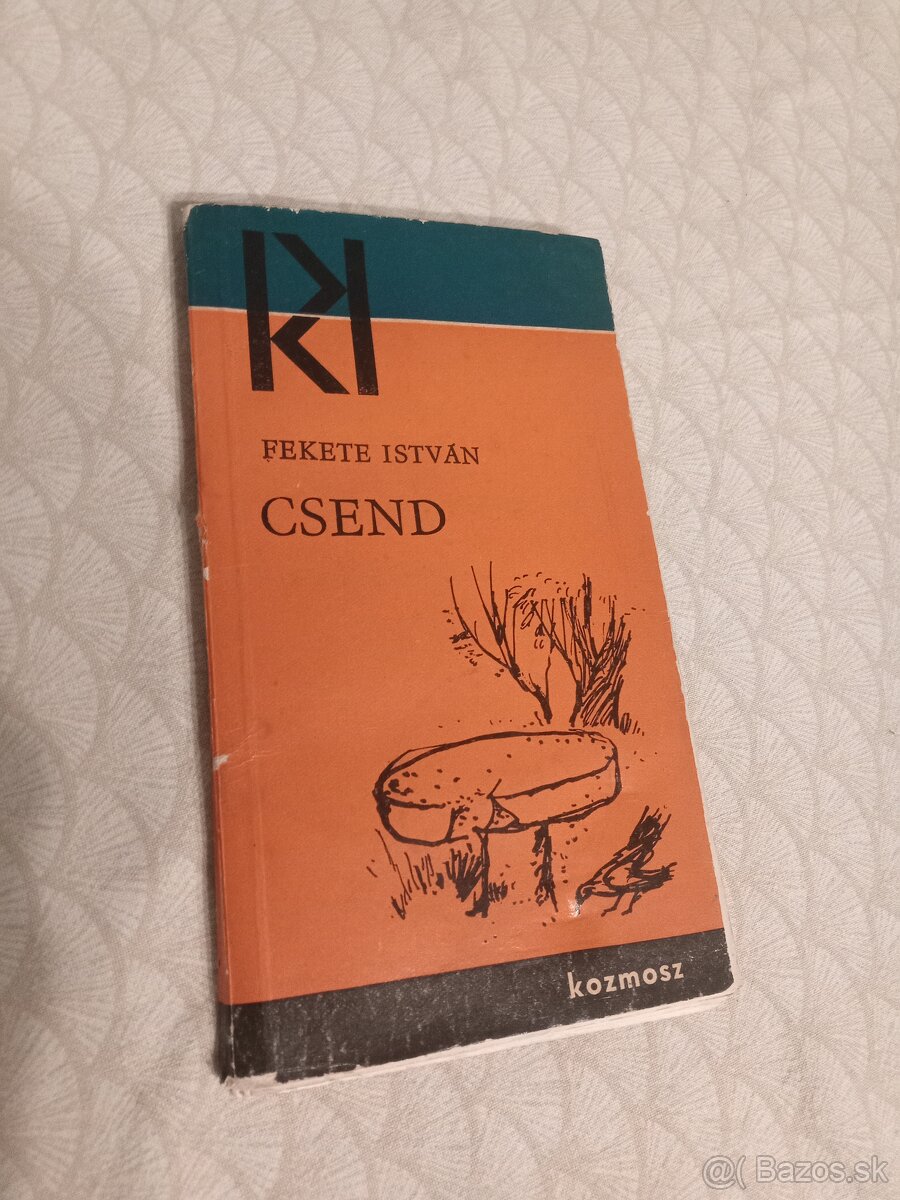 FEKETE ISTVÁN
CSEND
kozmosz
@( Bazos.sk